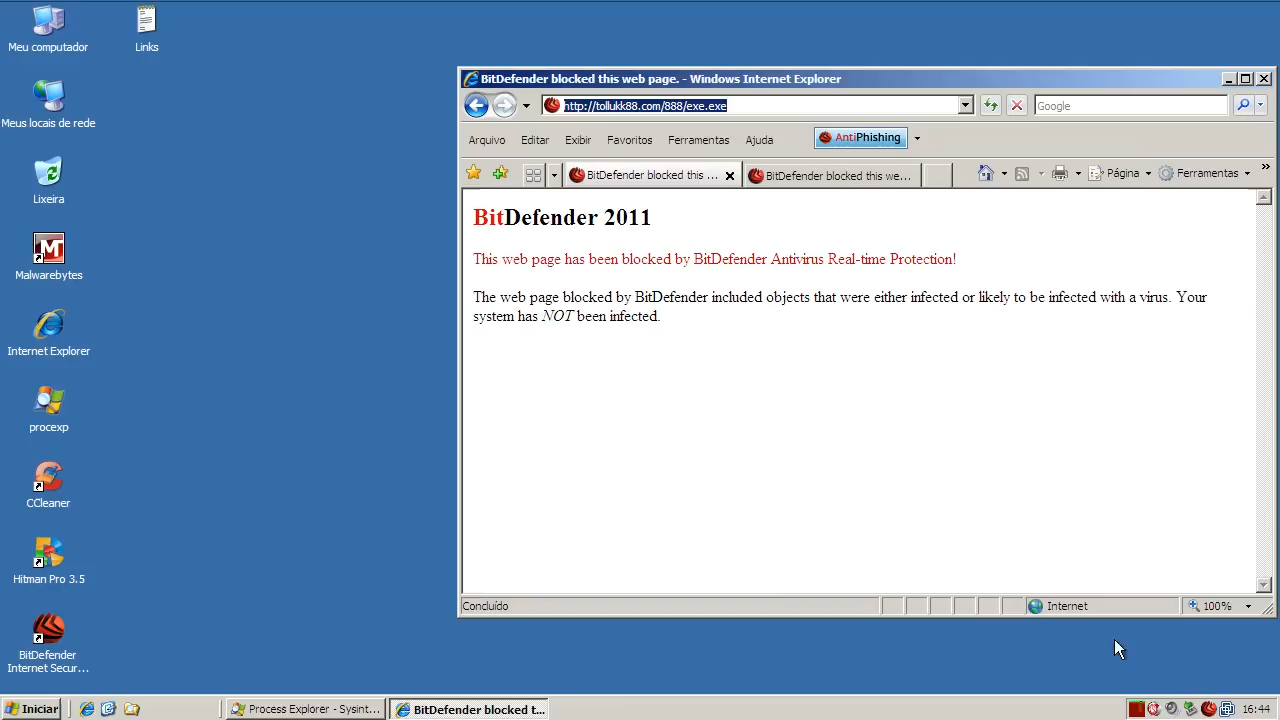 Meu computador
Links
Meus locais de rede
Lixeira
Malwarebytes
Internet Explorer
procexp
CCleaner
Hitman Pro 3.5
BitDefender
Internet Secur...
BitDefender blocked this web page. - Windows Internet Explorer
http://tollukk88.com/888/exe.exe
Google
Arquivo Editar Exibir Favoritos Ferramentas Ajuda AntiPhishing
BitDefender blocked this ... BitDefender blocked this we... Página Ferramentas
BitDefender 2011
This web page has been blocked by BitDefender Antivirus Real-time Protection!
The web page blocked by BitDefender included objects that were either infected or likely to be infected with a virus. Your
system has NOT been infected.
Concluído Internet 100%
Iniciar Process Explorer - Sysint... BitDefender blocked t... 16:44